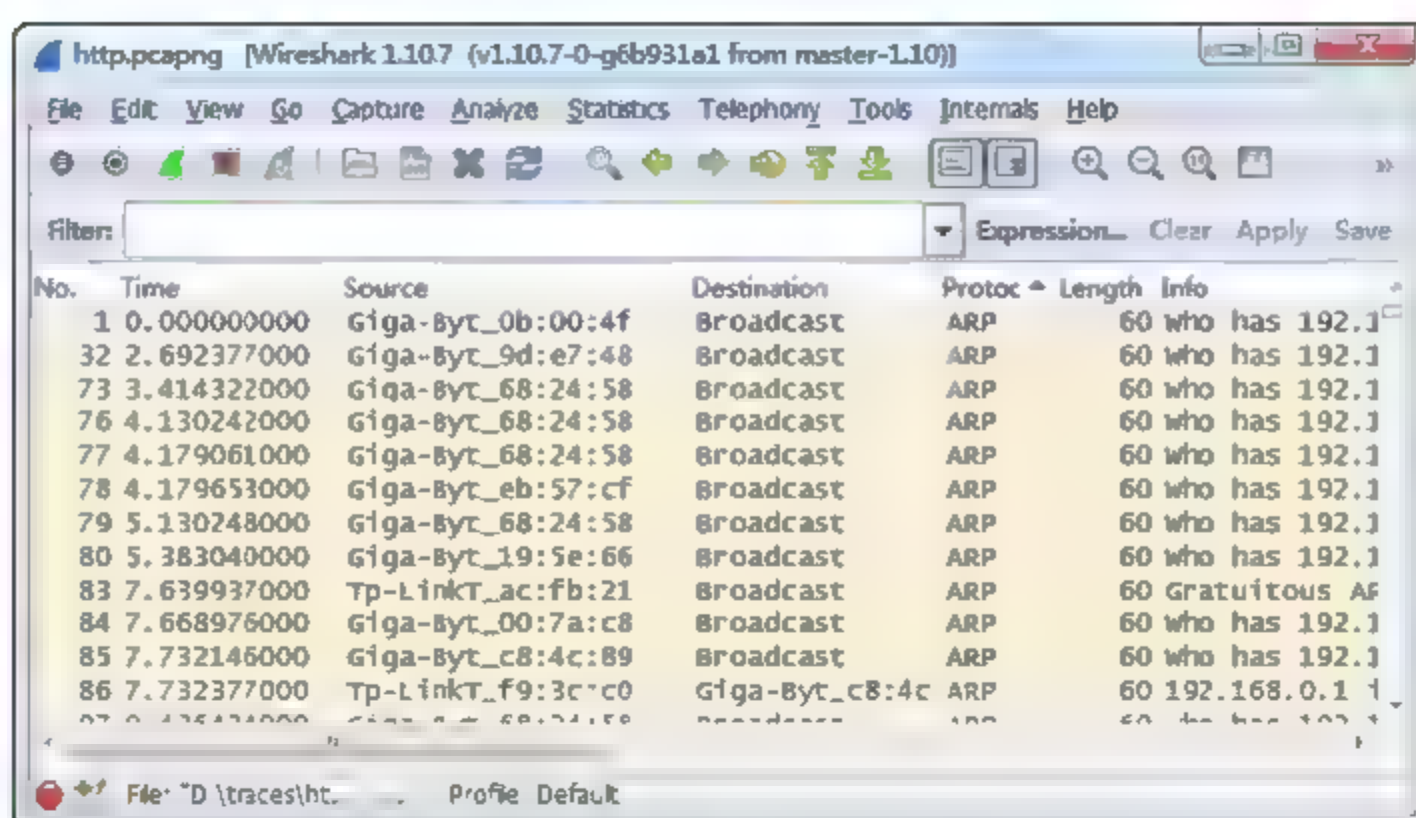 http.pcapng [Wireshark 1.10.7 (v1.10.7-0-g6b931a1 from master-1.10)]
File Edit View Go Capture Analyze Statistics Telephony Tools Internals Help
Filter: Expression... Clear Apply Save
No. Time Source Destination Protoc Length Info
1 0.000000000 Giga-Byt_0b:00:4f Broadcast ARP 60 who has 192.1
32 2.692377000 Giga-Byt_9d:e7:48 Broadcast ARP 60 who has 192.1
73 3.414322000 Giga-Byt_68:24:58 Broadcast ARP 60 who has 192.1
76 4.130242000 Giga-Byt_68:24:58 Broadcast ARP 60 who has 192.1
77 4.179061000 Giga-Byt_68:24:58 Broadcast ARP 60 who has 192.1
78 4.179653000 Giga-Byt_eb:57:cf Broadcast ARP 60 who has 192.1
79 5.130248000 Giga-Byt_68:24:58 Broadcast ARP 60 who has 192.1
80 5.383040000 Giga-Byt_19:5e:66 Broadcast ARP 60 who has 192.1
83 7.639937000 Tp-LinkT_ac:fb:21 Broadcast ARP 60 Gratuitous AR
84 7.668976000 Giga-Byt_00:7a:c8 Broadcast ARP 60 who has 192.1
85 7.732146000 Giga-Byt_c8:4c:89 Broadcast ARP 60 who has 192.1
86 7.732377000 Tp-LinkT_f9:3c:c0 Giga-Byt_c8:4c ARP 60 192.168.0.1 i
File: "D:\traces\ht... Profile: Default